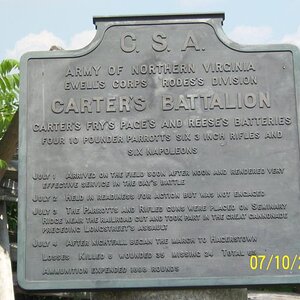 C. S. A.
ARMY OF NORTHERN VIRGINIA
EWELL'S CORPS RODES'S DIVISION
CARTER'S BATTALION
CARTER'S FRY'S PAGE'S AND REESE'S BATTERIES
FOUR 10 POUNDER PARROTTS SIX 3 INCH RIFLES AND
SIX NAPOLEONS
JULY 1 ARRIVED ON THE FIELD SOON AFTER NOON AND RENDERED VERY
EFFECTIVE SERVICE IN THE DAY'S BATTLE
JULY 2 HELD IN READINESS FOR ACTION BUT WAS NOT ENGAGED
JULY 3 THE PARROTTS AND RIFLED GUNS WERE PLACED ON SEMINARY
RIDGE NEAR THE RAILROAD CUT AND TOOK PART IN THE GREAT CANNONADE
PRECEDING LONGSTREET'S ASSAULT
JULY 4 AFTER NIGHTFALL BEGAN THE MARCH TO HAGERSTOWN
LOSSES KILLED 8 WOUNDED 35 MISSING 24 TOTAL
AMMUNITION EXPENDED ROUNDS
07/10/2